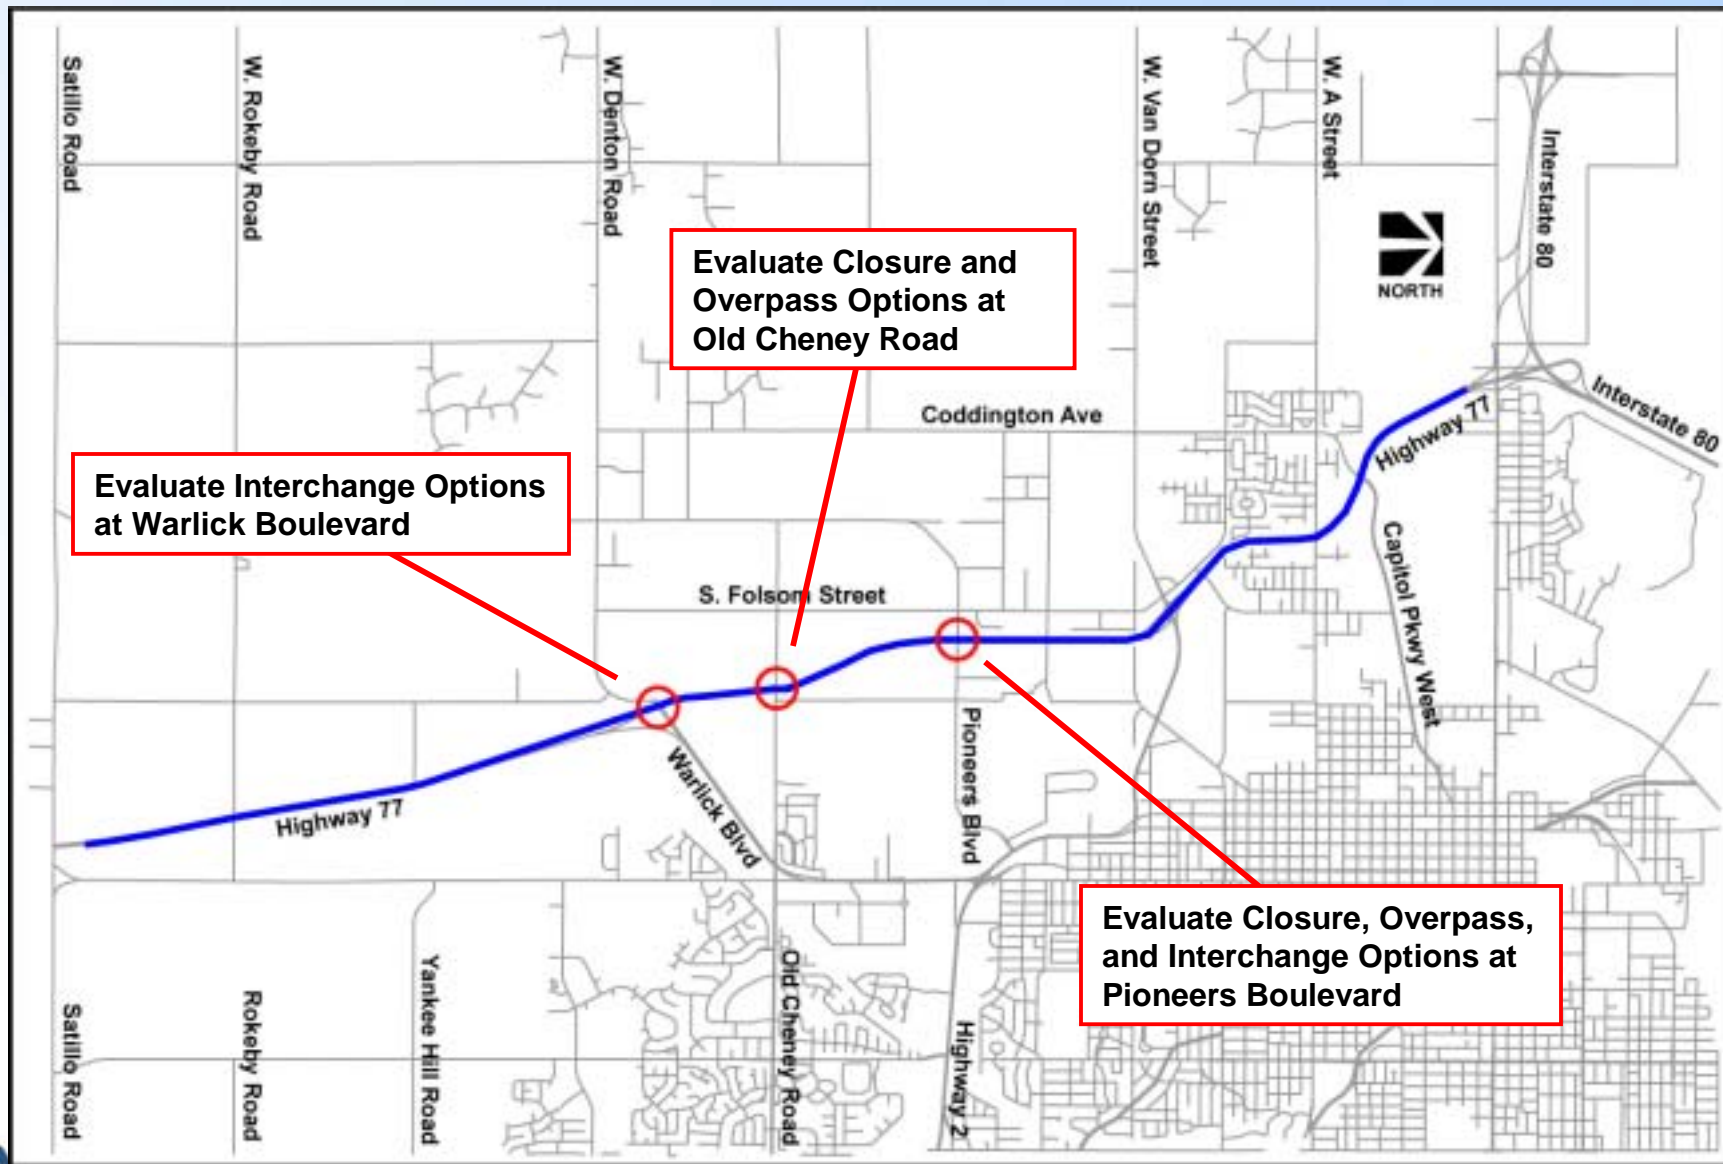 Satillo Road
W. Rokeby Road
W. Denton Road
W. Van Dorn Street
W. A Street
Interstate 80
NORTH
Evaluate Closure and
Overpass Options at
Old Cheney Road
Coddington Ave
Highway 77
Interstate 80
Evaluate Interchange Options
at Warlick Boulevard
S. Folsom Street
Capitol Pkwy West
Highway 77
Warlick Blvd
Pioneers Blvd
Evaluate Closure, Overpass,
and Interchange Options at
Pioneers Boulevard
Satillo Road
Rokeby Road
Yankee Hill Road
Old Cheney Road
Highway 2